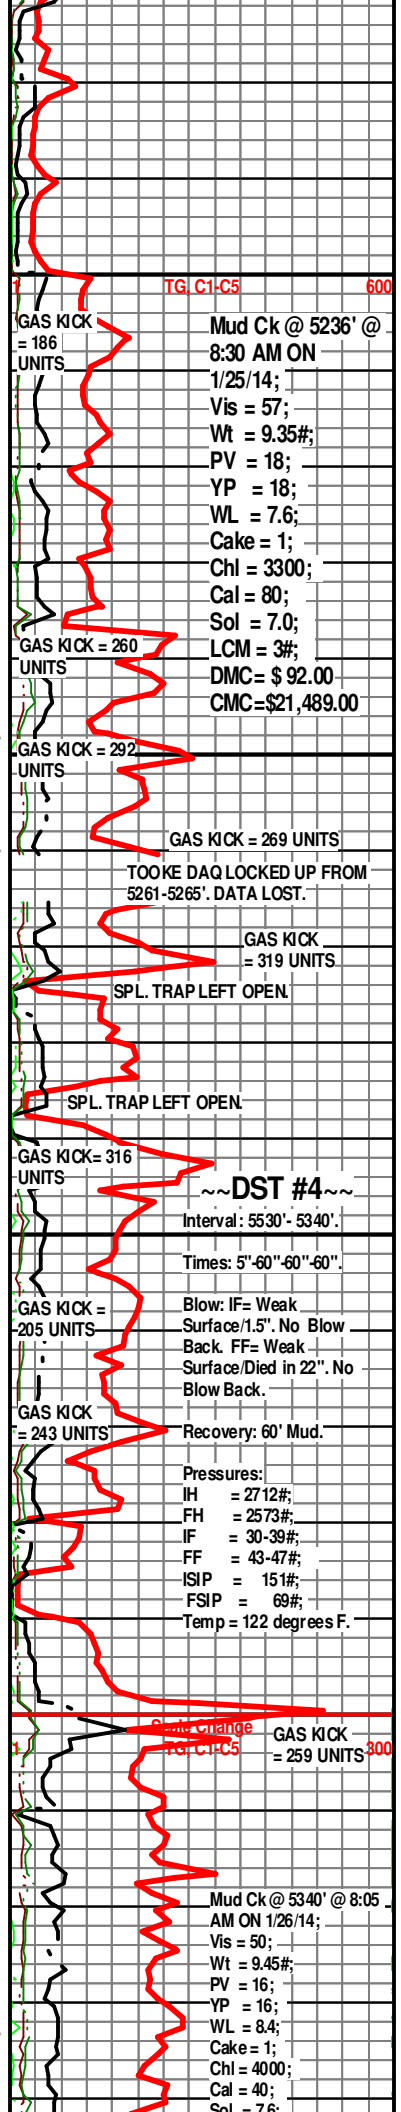 1 TG, C1-C5 600
GAS KICK
= 186
UNITS
Mud Ck @ 5236' @
8:30 AM ON
1/25/14;
Vis = 57;
Wt = 9.35#;
PV = 18;
YP = 18;
WL = 7.6;
Cake = 1;
Chl = 3300;
Cal = 80;
Sol = 7.0;
LCM = 3#;
DMC= $ 92.00
CMC=$21,489.00
GAS KICK = 260
UNITS
GAS KICK = 292
UNITS
GAS KICK = 269 UNITS
TOOKE DAQ LOCKED UP FROM
5261-5265'. DATA LOST.
GAS KICK
= 319 UNITS
SPL. TRAP LEFT OPEN.
SPL. TRAP LEFT OPEN.
GAS KICK= 316
UNITS
~~DST #4~~
Interval: 5530'- 5340'.
Times: 5"-60"-60"-60".
GAS KICK =
205 UNITS
Blow: IF= Weak
Surface/1.5". No Blow
Back. FF= Weak
Surface/Died in 22". No
Blow Back.
GAS KICK
= 243 UNITS
Recovery: 60' Mud.
Pressures:
IH = 2712#;
FH = 2573#;
IF = 30-39#;
FF = 43-47#;
ISIP = 151#;
FSIP = 69#;
Temp = 122 degrees F.
Scale Change
1 TG, C1-C5 300
GAS KICK
= 259 UNITS
Mud Ck @ 5340' @ 8:05
AM ON 1/26/14;
Vis = 50;
Wt = 9.45#;
PV = 16;
YP = 16;
WL = 8.4;
Cake = 1;
Chl = 4000;
Cal = 40;
Sol = 7.6;